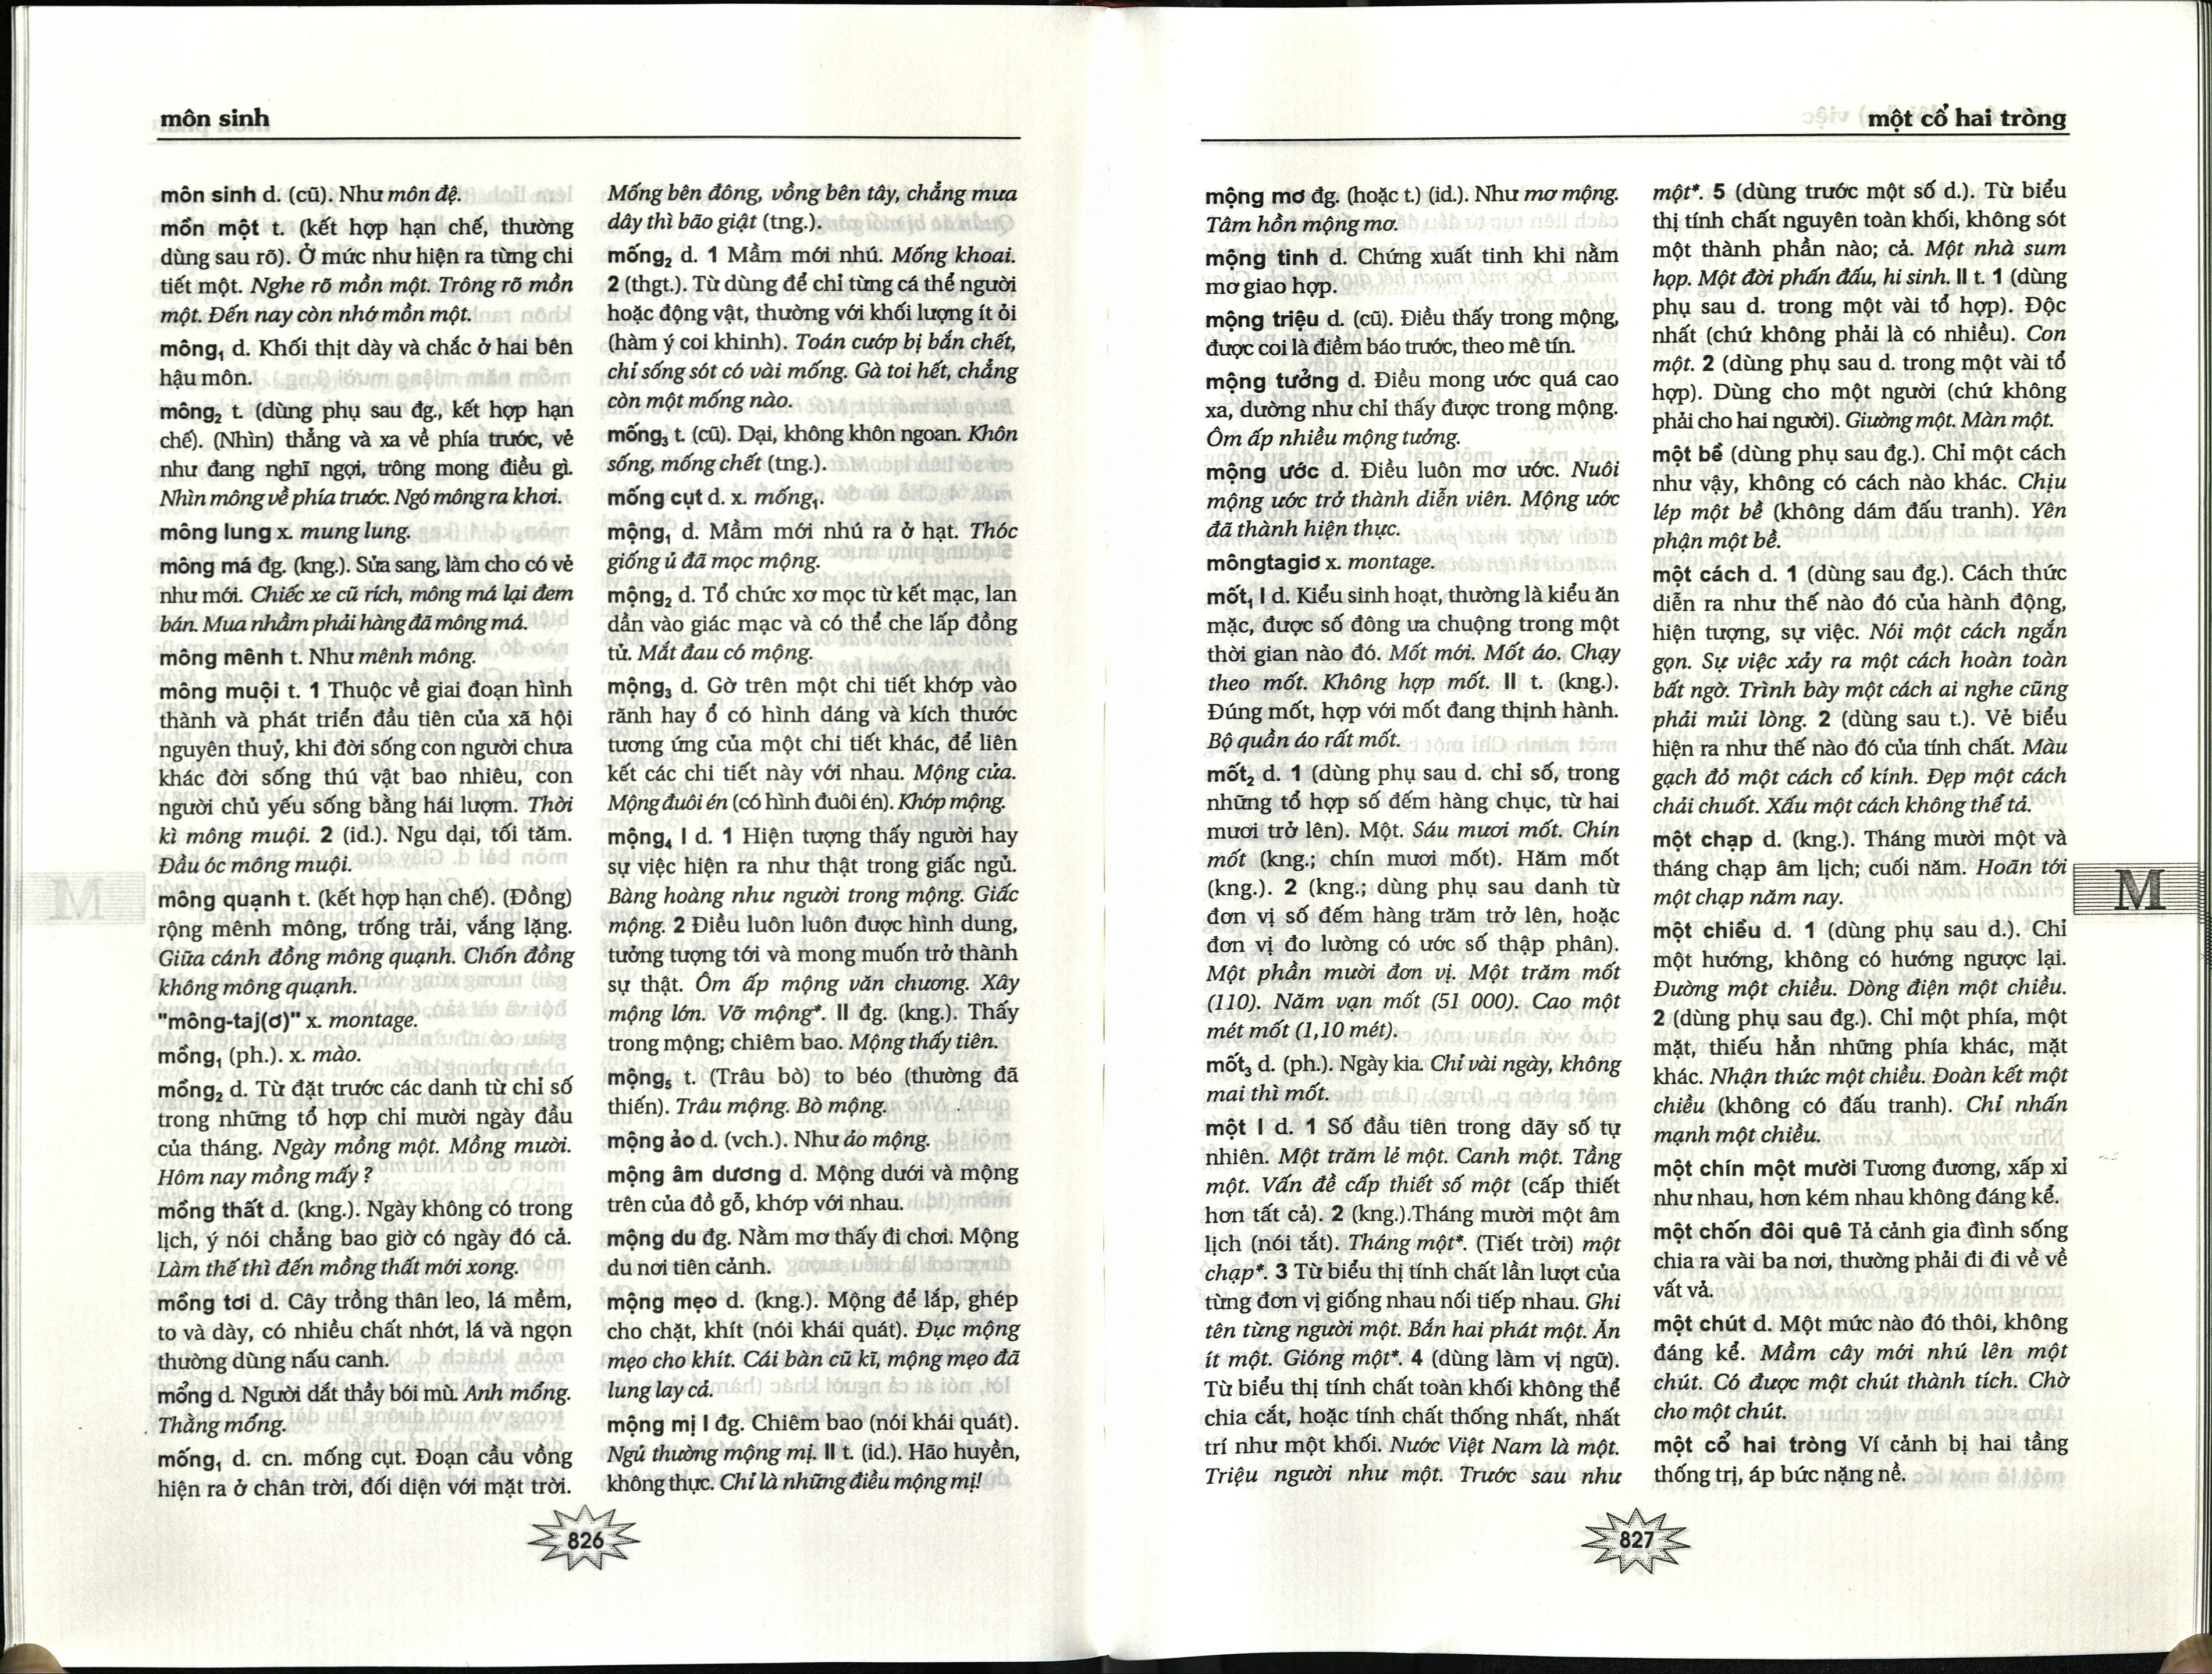 môn sinh
môn sinh d. (cũ). Như môn đệ.
mồn một t. (kết hợp hạn chế, thường
dùng sau rõ). Ở mức như hiện ra từng chi
tiết một. Nghe rõ mồn một. Trông rõ mồn
một. Đến nay còn nhớ mồn một.
mông₁ d. Khối thịt dày và chắc ở hai bên
hậu môn.
mông₂ t. (dùng phụ sau đg., kết hợp hạn
chế). (Nhìn) thẳng và xa về phía trước, vẻ
như đang nghĩ ngợi, trông mong điều gì.
Nhìn mông về phía trước. Ngó mông ra khơi.
mông lung x. mung lung.
mông má đg. (kng.). Sửa sang, làm cho có vẻ
như mới. Chiếc xe cũ rích, mông má lại đem
bán. Mua nhầm phải hàng đã mông má.
mông mênh t. Như mênh mông.
mông muội t. 1 Thuộc về giai đoạn hình
thành và phát triển đầu tiên của xã hội
nguyên thuỷ, khi đời sống con người chưa
khác đời sống thú vật bao nhiêu, con
người chủ yếu sống bằng hái lượm. Thời
kì mông muội. 2 (id.). Ngu dại, tối tăm.
Đầu óc mông muội.
mông quạnh t. (kết hợp hạn chế). (Đồng)
rộng mênh mông, trống trải, vắng lặng.
Giữa cánh đồng mông quạnh. Chốn đồng
không mông quạnh.
"mông-taj(ơ)" x. montage.
mồng₁ (ph.). x. mào.
mồng₂ d. Từ đặt trước các danh từ chỉ số
trong những tổ hợp chỉ mười ngày đầu
của tháng. Ngày mồng một. Mồng mười.
Hôm nay mồng mấy ?
mồng thất d. (kng.). Ngày không có trong
lịch, ý nói chẳng bao giờ có ngày đó cả.
Làm thế thì đến mồng thất mới xong.
mồng tơi d. Cây trồng thân leo, lá mềm,
to và dày, có nhiều chất nhớt, lá và ngọn
thường dùng nấu canh.
mổng d. Người dắt thầy bói mù. Anh mổng.
Thằng mổng.
mống₁ d. cn. mống cụt. Đoạn cầu vồng
hiện ra ở chân trời, đối diện với mặt trời.
Mống bên đông, vồng bên tây, chẳng mưa
dây thì bão giật (tng.).
mống₂ d. 1 Mầm mới nhú. Mống khoai.
2 (thgt.). Từ dùng để chỉ từng cá thể người
hoặc động vật, thường với khối lượng ít ỏi
(hàm ý coi khinh). Toán cướp bị bắn chết,
chỉ sống sót có vài mống. Gà toi hết, chẳng
còn một mống nào.
mống₃ t. (cũ). Dại, không khôn ngoan. Khôn
sống, mống chết (tng.).
mống cụt d. x. mống₁.
mộng₁ d. Mầm mới nhú ra ở hạt. Thóc
giống ủ đã mọc mộng.
mộng₂ d. Tổ chức xơ mọc từ kết mạc, lan
dần vào giác mạc và có thể che lấp đồng
tử. Mắt đau có mộng.
mộng₃ d. Gờ trên một chi tiết khớp vào
rãnh hay ổ có hình dáng và kích thước
tương ứng của một chi tiết khác, để liên
kết các chi tiết này với nhau. Mộng cửa.
Mộng đuôi én (có hình đuôi én). Khớp mộng.
mộng₄ I d. 1 Hiện tượng thấy người hay
sự việc hiện ra như thật trong giấc ngủ.
Bàng hoàng như người trong mộng. Giấc
mộng. 2 Điều luôn luôn được hình dung,
tưởng tượng tới và mong muốn trở thành
sự thật. Ôm ấp mộng văn chương. Xây
mộng lớn. Vỡ mộng*. II đg. (kng.). Thấy
trong mộng; chiêm bao. Mộng thấy tiên.
mộng₅ t. (Trâu bò) to béo (thường đã
thiến). Trâu mộng. Bò mộng.
mộng ảo d. (vch.). Như ảo mộng.
mộng âm dương d. Mộng dưới và mộng
trên của đồ gỗ, khớp với nhau.
mộng du đg. Nằm mơ thấy đi chơi. Mộng
du nơi tiên cảnh.
mộng mẹo d. (kng.). Mộng để lắp, ghép
cho chặt, khít (nói khái quát). Đục mộng
mẹo cho khít. Cái bàn cũ kĩ, mộng mẹo đã
lung lay cả.
mộng mị I đg. Chiêm bao (nói khái quát).
Ngủ thường mộng mị. II t. (id.). Hão huyền,
không thực. Chỉ là những điều mộng mị!
826
một cổ hai tròng
mộng mơ đg. (hoặc t.) (id.). Như mơ mộng.
Tâm hồn mộng mơ.
mộng tinh d. Chứng xuất tinh khi nằm
mơ giao hợp.
mộng triệu d. (cũ). Điều thấy trong mộng,
được coi là điềm báo trước, theo mê tín.
mộng tưởng d. Điều mong ước quá cao
xa, dường như chỉ thấy được trong mộng.
Ôm ấp nhiều mộng tưởng.
mộng ước d. Điều luôn mơ ước. Nuôi
mộng ước trở thành diễn viên. Mộng ước
đã thành hiện thực.
môngtagiơ x. montage.
mốt₁ I d. Kiểu sinh hoạt, thường là kiểu ăn
mặc, được số đông ưa chuộng trong một
thời gian nào đó. Mốt mới. Mốt áo. Chạy
theo mốt. Không hợp mốt. II t. (kng.).
Đúng mốt, hợp với mốt đang thịnh hành.
Bộ quần áo rất mốt.
mốt₂ d. 1 (dùng phụ sau d. chỉ số, trong
những tổ hợp số đếm hàng chục, từ hai
mươi trở lên). Một. Sáu mươi mốt. Chín
mốt (kng.; chín mươi mốt). Hăm mốt
(kng.). 2 (kng.; dùng phụ sau danh từ
đơn vị số đếm hàng trăm trở lên, hoặc
đơn vị đo lường có ước số thập phân).
Một phần mười đơn vị. Một trăm mốt
(110). Năm vạn mốt (51 000). Cao một
mét mốt (1,10 mét).
mốt₃ d. (ph.). Ngày kia. Chỉ vài ngày, không
mai thì mốt.
một I d. 1 Số đầu tiên trong dãy số tự
nhiên. Một trăm lẻ một. Canh một. Tầng
một. Vấn đề cấp thiết số một (cấp thiết
hơn tất cả). 2 (kng.).Tháng mười một âm
lịch (nói tắt). Tháng một*. (Tiết trời) một
chạp*. 3 Từ biểu thị tính chất lần lượt của
từng đơn vị giống nhau nối tiếp nhau. Ghi
tên từng người một. Bắn hai phát một. Ăn
ít một. Gióng một*. 4 (dùng làm vị ngữ).
Từ biểu thị tính chất toàn khối không thể
chia cắt, hoặc tính chất thống nhất, nhất
trí như một khối. Nước Việt Nam là một.
Triệu người như một. Trước sau như
một*. 5 (dùng trước một số d.). Từ biểu
thị tính chất nguyên toàn khối, không sót
một thành phần nào; cả. Một nhà sum
họp. Một đời phấn đấu, hi sinh. II t. 1 (dùng
phụ sau d. trong một vài tổ hợp). Độc
nhất (chứ không phải là có nhiều). Con
một. 2 (dùng phụ sau d. trong một vài tổ
hợp). Dùng cho một người (chứ không
phải cho hai người). Giường một. Màn một.
một bề (dùng phụ sau đg.). Chỉ một cách
như vậy, không có cách nào khác. Chịu
lép một bề (không dám đấu tranh). Yên
phận một bề.
một cách d. 1 (dùng sau đg.). Cách thức
diễn ra như thế nào đó của hành động,
hiện tượng, sự việc. Nói một cách ngắn
gọn. Sự việc xảy ra một cách hoàn toàn
bất ngờ. Trình bày một cách ai nghe cũng
phải mủi lòng. 2 (dùng sau t.). Vẻ biểu
hiện ra như thế nào đó của tính chất. Màu
gạch đỏ một cách cổ kính. Đẹp một cách
chải chuốt. Xấu một cách không thể tả.
một chạp d. (kng.). Tháng mười một và
tháng chạp âm lịch; cuối năm. Hoãn tới
một chạp năm nay.
một chiều d. 1 (dùng phụ sau d.). Chỉ
một hướng, không có hướng ngược lại.
Đường một chiều. Dòng điện một chiều.
2 (dùng phụ sau đg.). Chỉ một phía, một
mặt, thiếu hẳn những phía khác, mặt
khác. Nhận thức một chiều. Đoàn kết một
chiều (không có đấu tranh). Chỉ nhấn
mạnh một chiều.
một chín một mười Tương đương, xấp xỉ
như nhau, hơn kém nhau không đáng kể.
một chốn đôi quê Tả cảnh gia đình sống
chia ra vài ba nơi, thường phải đi đi về về
vất vả.
một chút d. Một mức nào đó thôi, không
đáng kể. Mầm cây mới nhú lên một
chút. Có được một chút thành tích. Chờ
cho một chút.
một cổ hai tròng Ví cảnh bị hai tầng
thống trị, áp bức nặng nề.
M
827